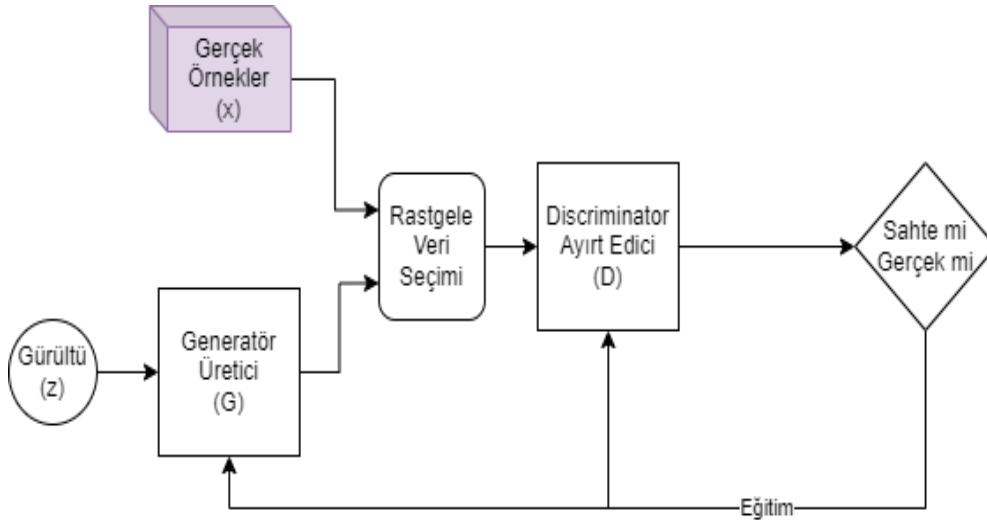 Gerçek
Örnekler
(x)
Rastgele
Veri
Seçimi
Discriminator
Ayırt Edici
(D)
Sahte mi
Gerçek mi
Gürültü
(z)
Generatör
Üretici
(G)
Eğitim